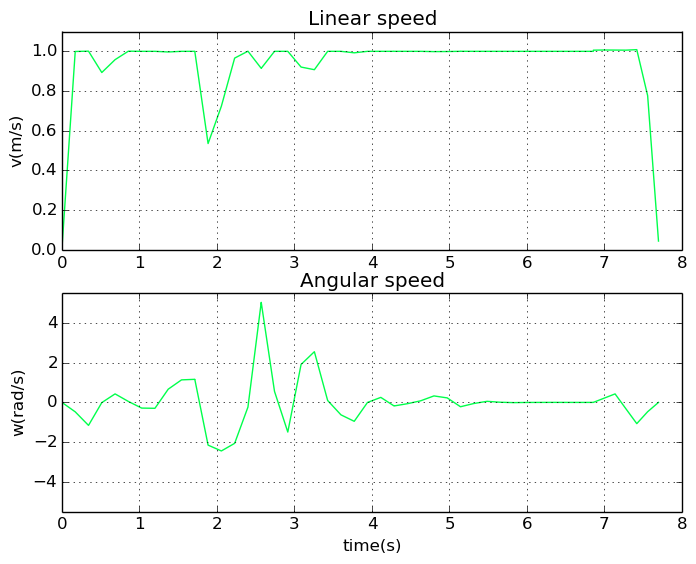 Linear speed
1.0
0.8
0.6
0.4
0.2
0.0
v(m/s)
0 1 2 3 4 5 6 7 8
Angular speed
4
2
0
−2
−4
w(rad/s)
0 1 2 3 4 5 6 7 8
time(s)